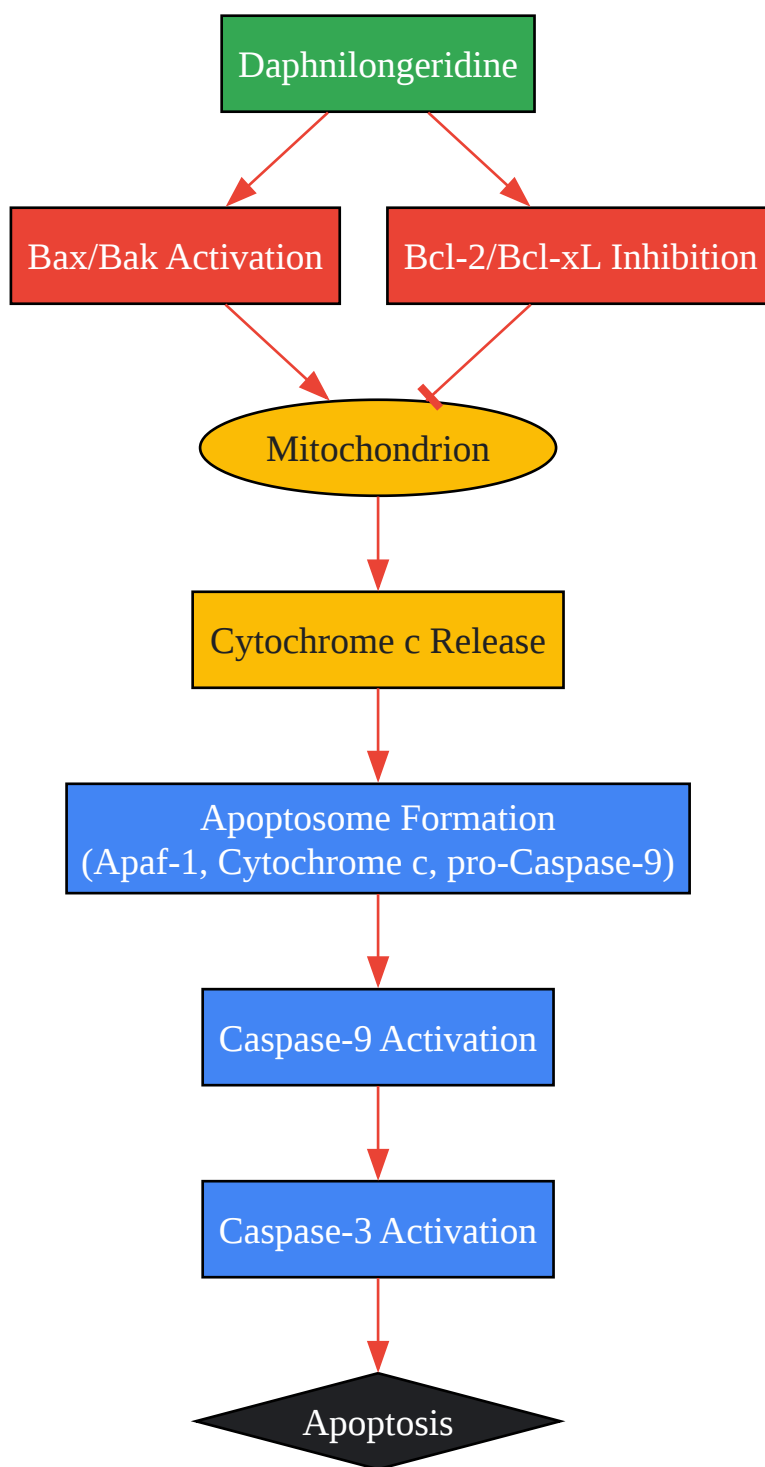 Daphnilongeridine
Bax/Bak Activation
Bcl-2/Bcl-xL Inhibition
Mitochondrion
Cytochrome c Release
Apoptosome Formation
(Apaf-1, Cytochrome c, pro-Caspase-9)
Caspase-9 Activation
Caspase-3 Activation
Apoptosis